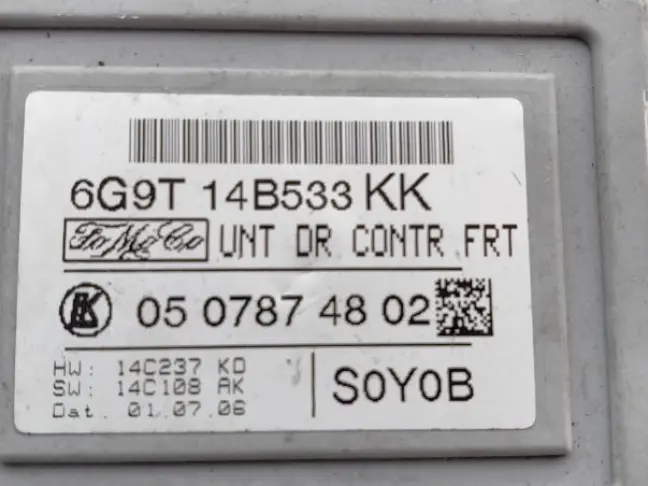 6G9T 14B533 KK
FoMoCo UNT DR CONTR FRT
05 0787 48 02
HW: 14C237 KD
SW: 14C108 AK
Dat. 01.07.06
S0Y0B